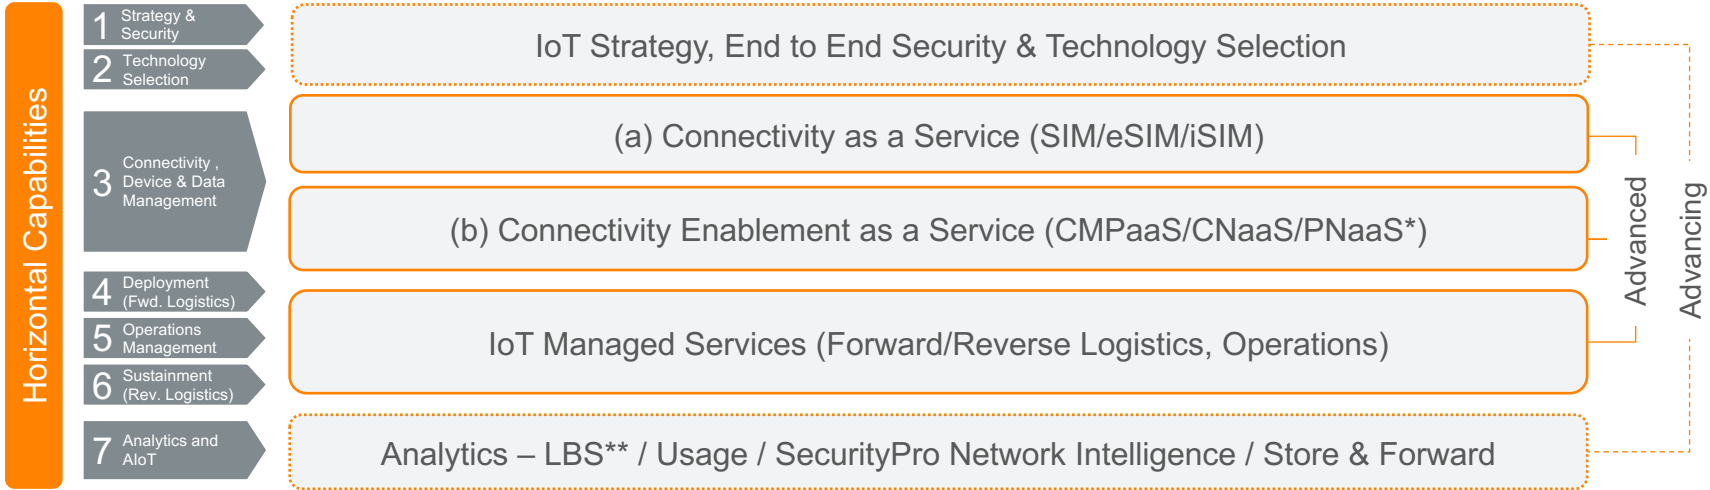 Horizontal Capabilities
1 Strategy &
Security
2 Technology
Selection
IoT Strategy, End to End Security & Technology Selection
3 Connectivity ,
Device & Data
Management
(a) Connectivity as a Service (SIM/eSIM/iSIM)
(b) Connectivity Enablement as a Service (CMPaaS/CNaaS/PNaaS*)
4 Deployment
(Fwd. Logistics)
5 Operations
Management
6 Sustainment
(Rev. Logistics)
IoT Managed Services (Forward/Reverse Logistics, Operations)
7 Analytics and
AIoT
Analytics – LBS** / Usage / SecurityPro Network Intelligence / Store & Forward
Advanced
Advancing